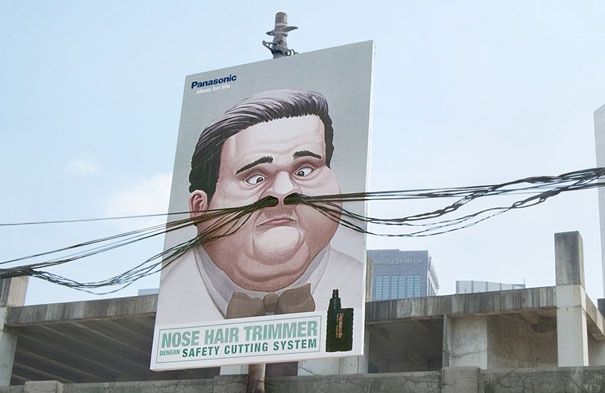 Panasonic
ideas for life
NOSE HAIR TRIMMER
DENGAN SAFETY CUTTING SYSTEM